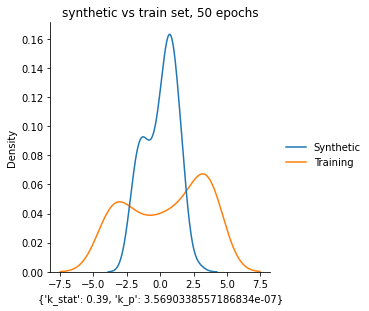 synthetic vs train set, 50 epochs
Density
0.16
0.14
0.12
0.10
0.08
0.06
0.04
0.02
0.00
−7.5 −5.0 −2.5 0.0 2.5 5.0 7.5
{'k_stat': 0.39, 'k_p': 3.5690338557186834e-07}
Synthetic
Training